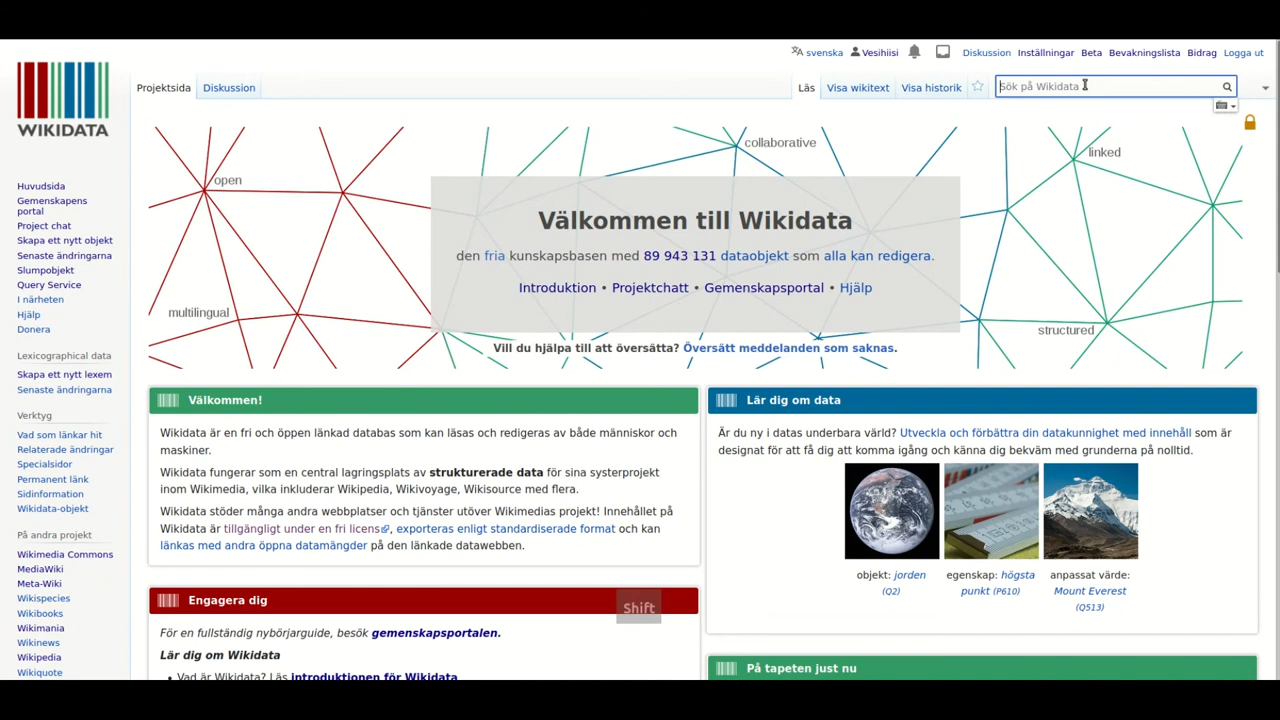 svenska Vesihiisi Diskussion Inställningar Beta Bevakningslista Bidrag Logga ut
Projektsida Diskussion Läs Visa wikitext Visa historik Sök på Wikidata
WIKIDATA
Huvudsida
Gemenskapens
portal
Project chat
Skapa ett nytt objekt
Senaste ändringarna
Slumpobjekt
Query Service
I närheten
Hjälp
Donera
Lexicographical data
Skapa ett nytt lexem
Senaste ändringarna
Verktyg
Vad som länkar hit
Relaterade ändringar
Specialsidor
Permanent länk
Sidinformation
Wikidata-objekt
På andra projekt
Wikimedia Commons
MediaWiki
Meta-Wiki
Wikispecies
Wikibooks
Wikimania
Wikinews
Wikipedia
Wikiquote
open
collaborative
linked
multilingual
structured
Välkommen till Wikidata
den fria kunskapsbasen med 89 943 131 dataobjekt som alla kan redigera.
Introduktion • Projektchatt • Gemenskapsportal • Hjälp
Vill du hjälpa till att översätta? Översätt meddelanden som saknas.
Välkommen!
Wikidata är en fri och öppen länkad databas som kan läsas och redigeras av både människor och
maskiner.
Wikidata fungerar som en central lagringsplats av strukturerade data för sina systerprojekt
inom Wikimedia, vilka inkluderar Wikipedia, Wikivoyage, Wikisource med flera.
Wikidata stöder många andra webbplatser och tjänster utöver Wikimedias projekt! Innehållet på
Wikidata är tillgängligt under en fri licens, exporteras enligt standardiserade format och kan
länkas med andra öppna datamängder på den länkade datawebben.
Engagera dig
Shift
För en fullständig nybörjarguide, besök gemenskapsportalen.
Lär dig om Wikidata
• Vad är Wikidata? Läs introduktionen för Wikidata
Lär dig om data
Är du ny i datas underbara värld? Utveckla och förbättra din datakunnighet med innehåll som är
designat för att få dig att komma igång och känna dig bekväm med grunderna på nolltid.
objekt: jorden
(Q2)
egenskap: högsta
punkt (P610)
anpassat värde:
Mount Everest
(Q513)
På tapeten just nu